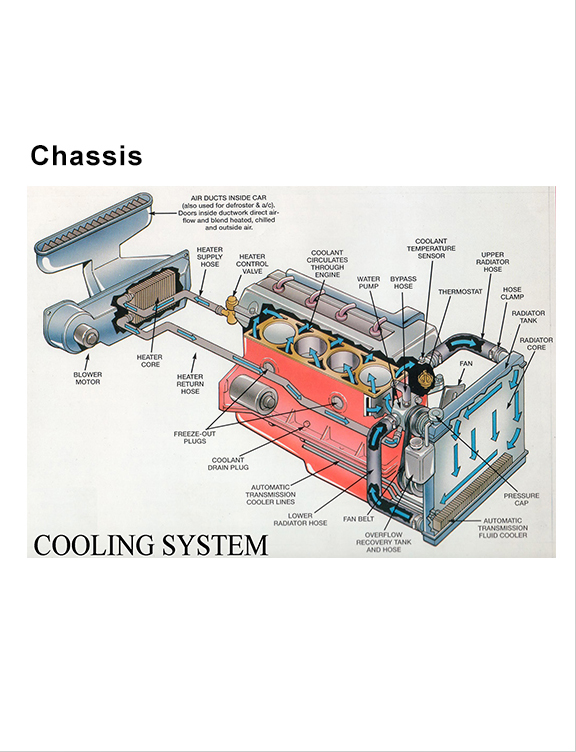 Chassis
AIR DUCTS INSIDE CAR
(also used for defroster & a/c).
Doors inside ductwork direct air-
flow and blend heated, chilled
and outside air.
HEATER
SUPPLY
HOSE
HEATER
CONTROL
VALVE
COOLANT
CIRCULATES
THROUGH
ENGINE
WATER
PUMP
BYPASS
HOSE
COOLANT
TEMPERATURE
SENSOR
THERMOSTAT
UPPER
RADIATOR
HOSE
HOSE
CLAMP
RADIATOR
TANK
RADIATOR
CORE
FAN
BLOWER
MOTOR
HEATER
CORE
HEATER
RETURN
HOSE
FREEZE-OUT
PLUGS
COOLANT
DRAIN PLUG
AUTOMATIC
TRANSMISSION
COOLER LINES
LOWER
RADIATOR HOSE
FAN BELT
OVERFLOW
RECOVERY TANK
AND HOSE
PRESSURE
CAP
AUTOMATIC
TRANSMISSION
FLUID COOLER
COOLING SYSTEM